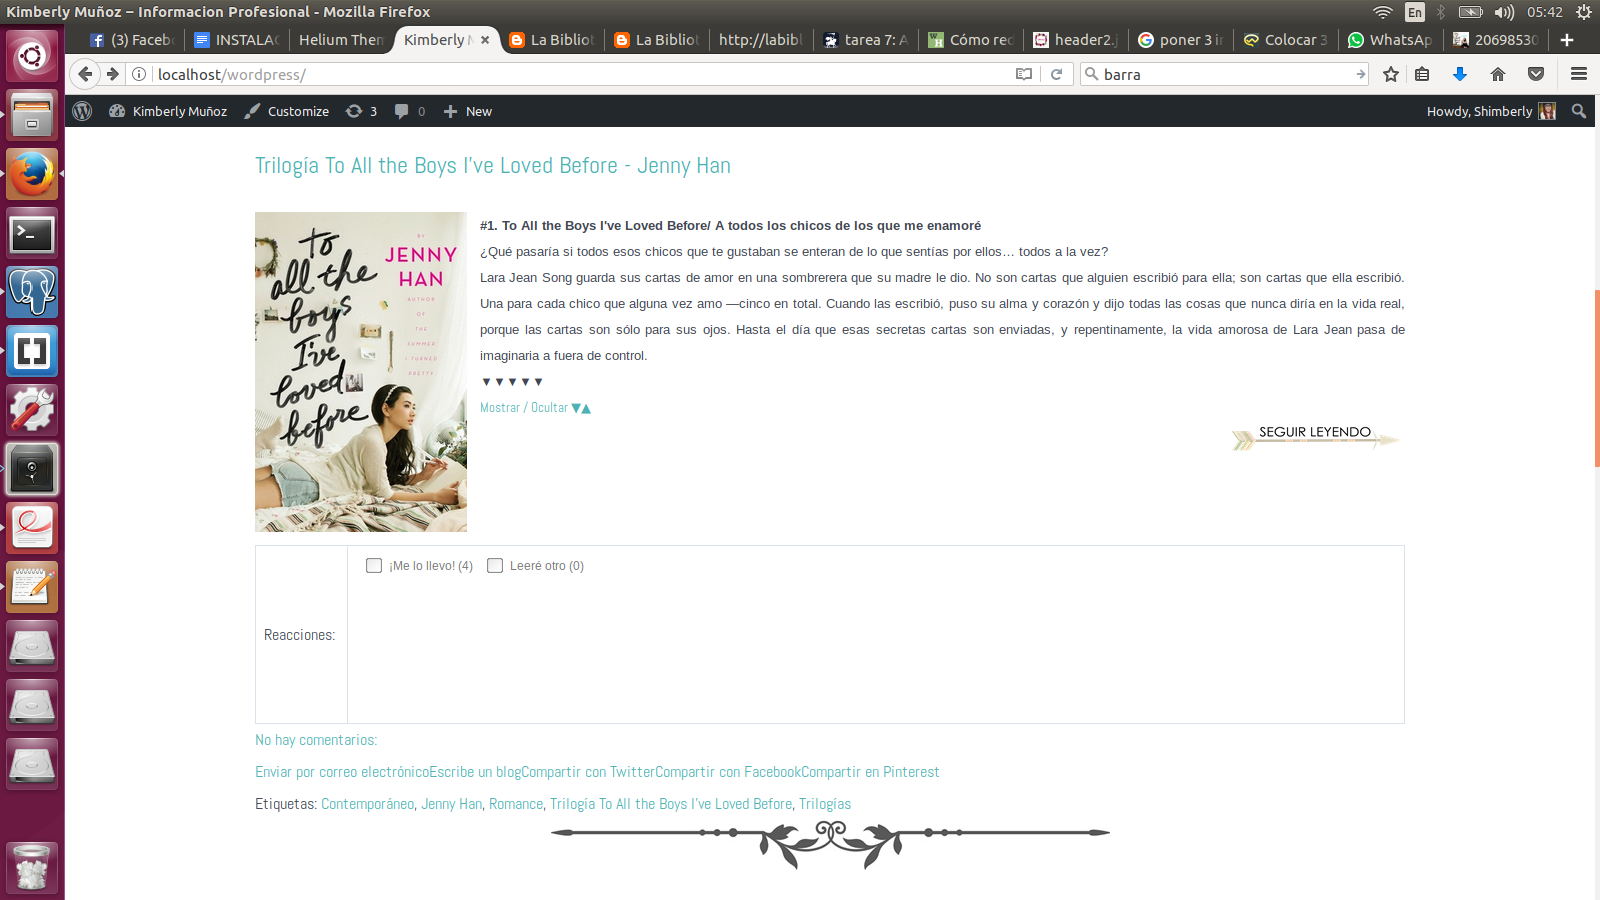 Kimberly Muñoz – Informacion Profesional - Mozilla Firefox
En
05:42
(3) Faceb
INSTALAC
Helium Then
Kimberly M
La Bibliot
La Bibliot
http://labibl
tarea 7: A
Cómo red
header2.j
poner 3 i
Colocar 3
WhatsAp
20698530
localhost/wordpress/
barra
Kimberly Muñoz
Customize
3
0
New
Howdy, Shimberly
Trilogía To All the Boys I've Loved Before - Jenny Han
to
all the
boys
I've
loved
before
BY
JENNY
HAN
AUTHOR
OF
THE
SUMMER
I TURNED
PRETTY
#1. To All the Boys I've Loved Before/ A todos los chicos de los que me enamoré
¿Qué pasaría si todos esos chicos que te gustaban se enteran de lo que sentías por ellos… todos a la vez?
Lara Jean Song guarda sus cartas de amor en una sombrerera que su madre le dio. No son cartas que alguien escribió para ella; son cartas que ella escribió.
Una para cada chico que alguna vez amo —cinco en total. Cuando las escribió, puso su alma y corazón y dijo todas las cosas que nunca diría en la vida real,
porque las cartas son sólo para sus ojos. Hasta el día que esas secretas cartas son enviadas, y repentinamente, la vida amorosa de Lara Jean pasa de
imaginaria a fuera de control.
▼▼▼▼▼
Mostrar / Ocultar ▼▲
SEGUIR LEYENDO
Reacciones:
¡Me lo llevo! (4)
Leeré otro (0)
No hay comentarios:
Enviar por correo electrónicoEscribe un blogCompartir con TwitterCompartir con FacebookCompartir en Pinterest
Etiquetas: Contemporáneo, Jenny Han, Romance, Trilogía To All the Boys I've Loved Before, Trilogías